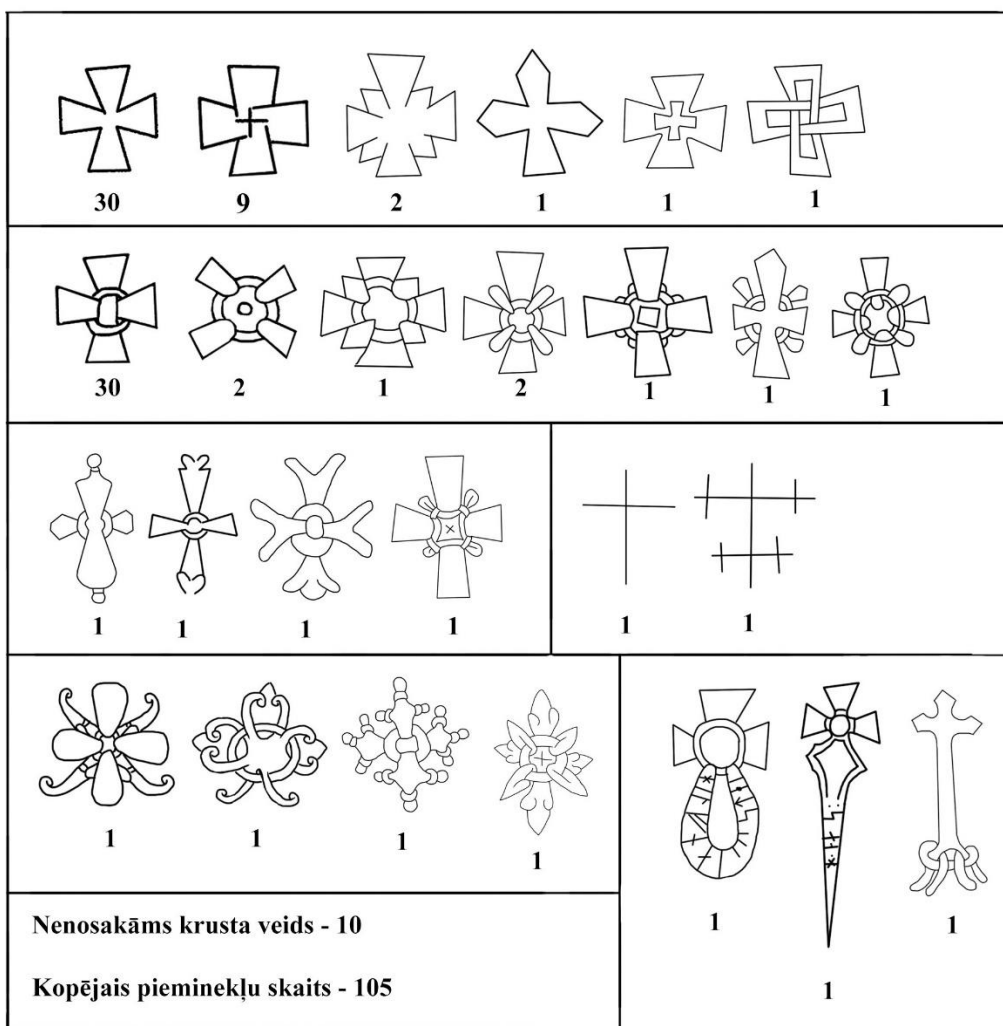 30 9 2 1 1 1
30 2 1 2 1 1 1
1 1 1 1
1 1
1 1 1 1
1 1
1
Nenosakāms krusta veids - 10
Kopējais pieminekļu skaits - 105